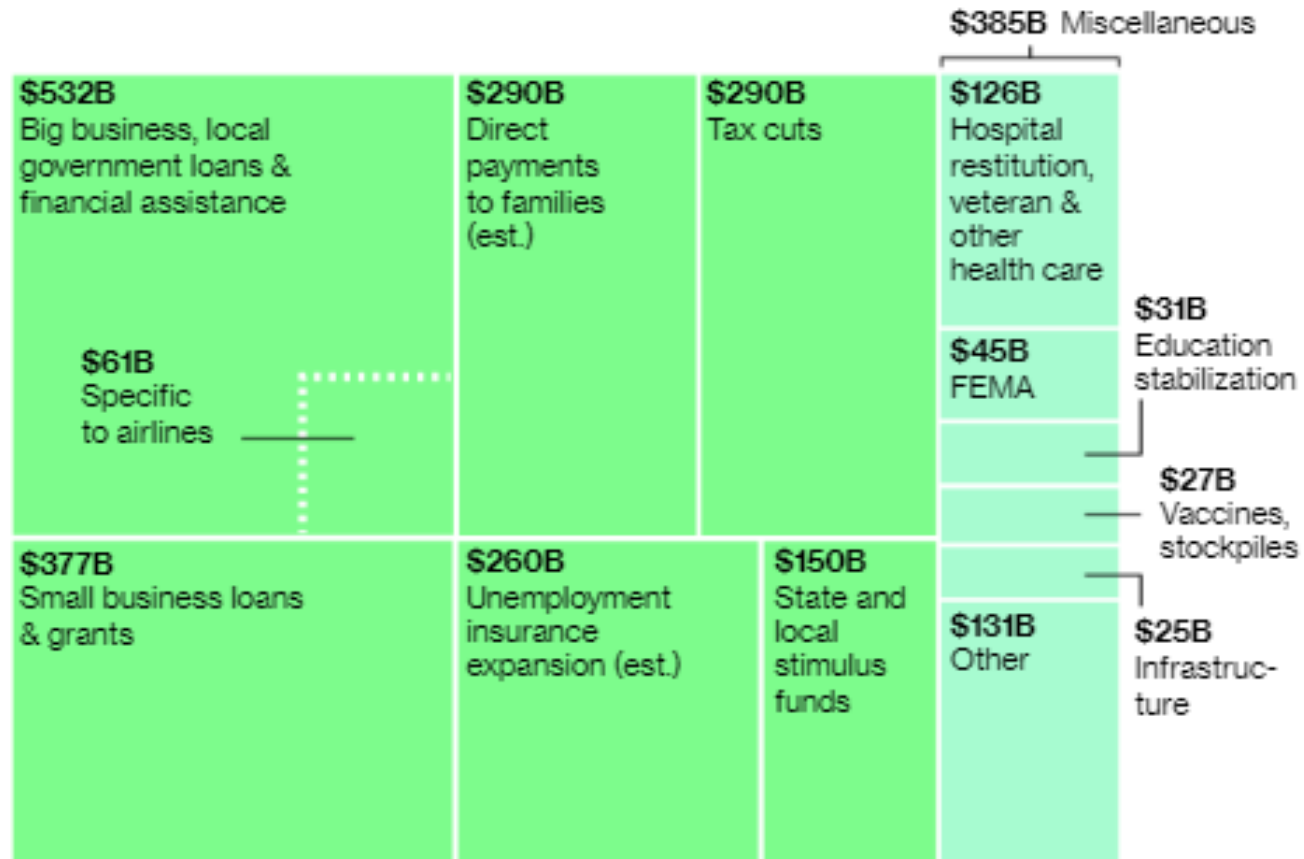 $385B Miscellaneous
$532B
Big business, local
government loans &
financial assistance
$61B
Specific
to airlines
$290B
Direct
payments
to families
(est.)
$290B
Tax cuts
$126B
Hospital
restitution,
veteran &
other
health care
$45B
FEMA
$31B
Education
stabilization
$27B
Vaccines,
stockpiles
$25B
Infrastruc-
ture
$131B
Other
$377B
Small business loans
& grants
$260B
Unemployment
insurance
expansion (est.)
$150B
State and
local
stimulus
funds